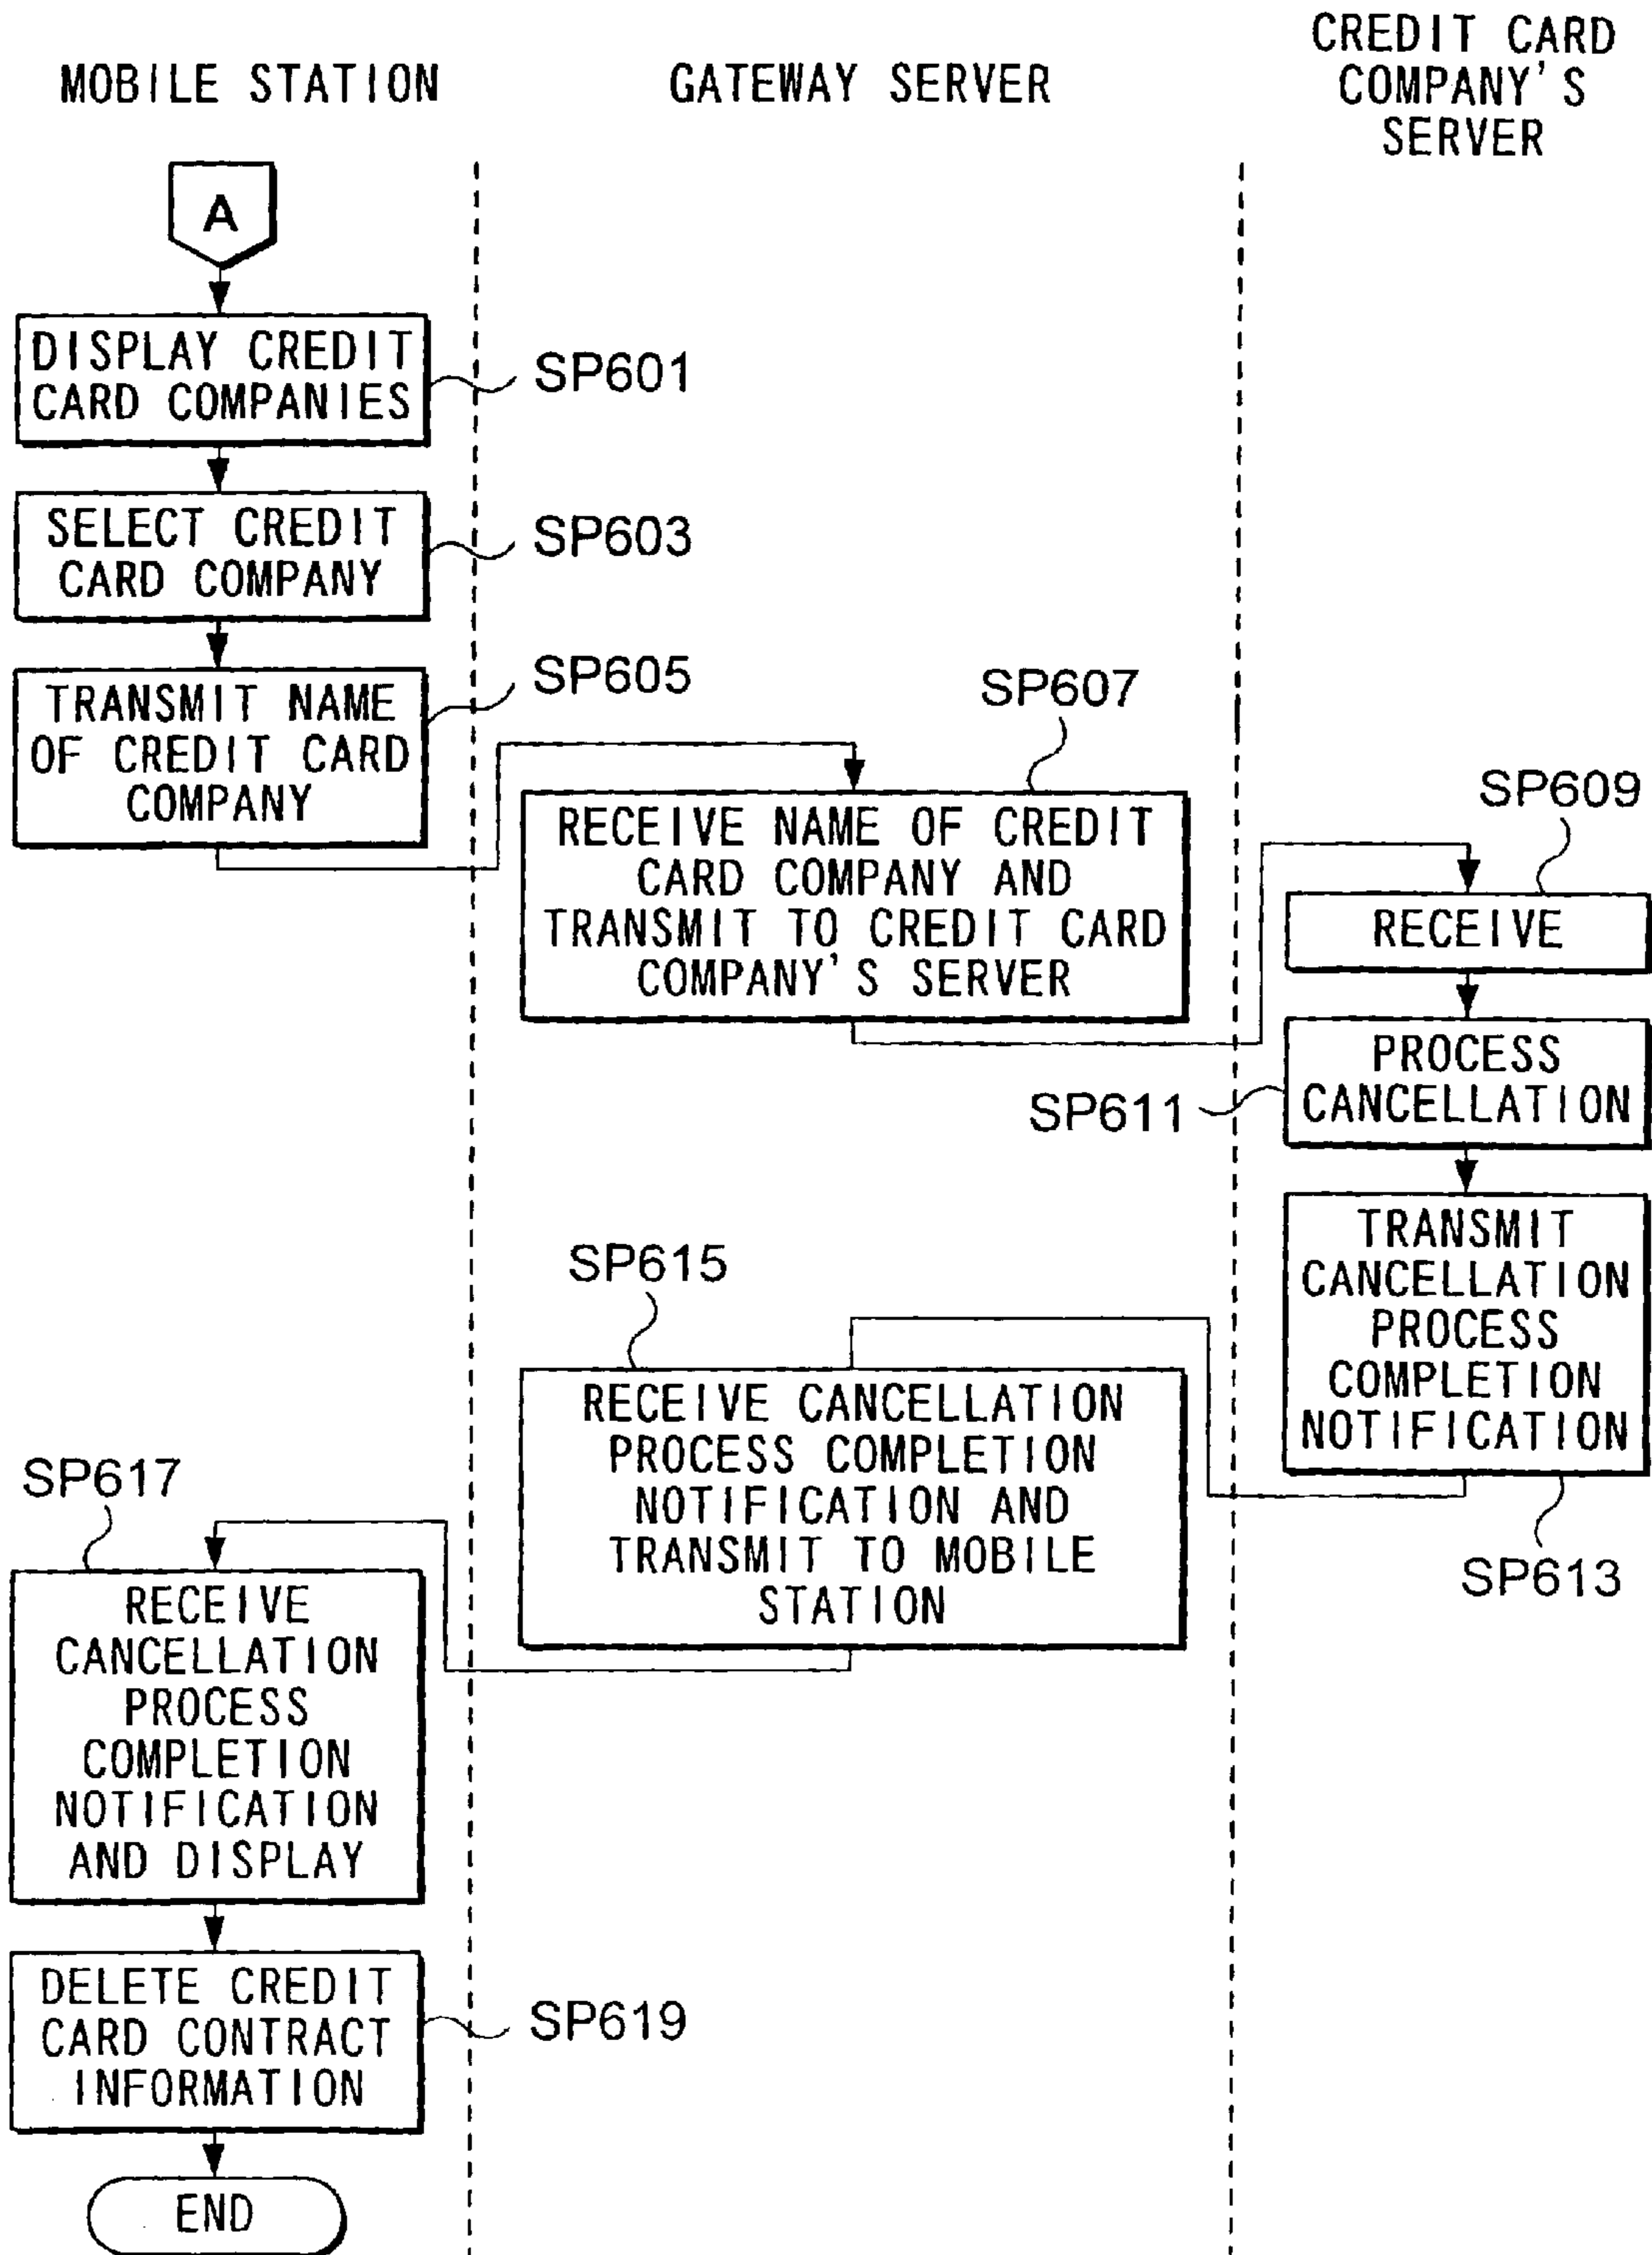 MOBILE STATION
GATEWAY SERVER
CREDIT CARD
COMPANY'S
SERVER
A
DISPLAY CREDIT
CARD COMPANIES
SP601
SELECT CREDIT
CARD COMPANY
SP603
TRANSMIT NAME
OF CREDIT CARD
COMPANY
SP605
SP607
RECEIVE NAME OF CREDIT
CARD COMPANY AND
TRANSMIT TO CREDIT CARD
COMPANY'S SERVER
SP609
RECEIVE
PROCESS
CANCELLATION
SP611
TRANSMIT
CANCELLATION
PROCESS
COMPLETION
NOTIFICATION
SP613
SP615
RECEIVE CANCELLATION
PROCESS COMPLETION
NOTIFICATION AND
TRANSMIT TO MOBILE
STATION
SP617
RECEIVE
CANCELLATION
PROCESS
COMPLETION
NOTIFICATION
AND DISPLAY
DELETE CREDIT
CARD CONTRACT
INFORMATION
SP619
END